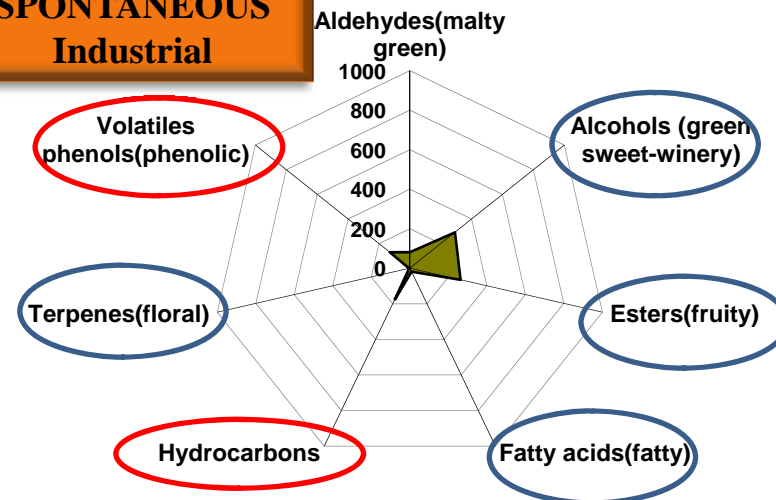 SPONTANEOUS
Industrial
Aldehydes(malty
green)
1000
800
600
400
200
0
Volatiles
phenols(phenolic)
Alcohols (green
sweet-winery)
Terpenes(floral)
Esters(fruity)
Hydrocarbons
Fatty acids(fatty)